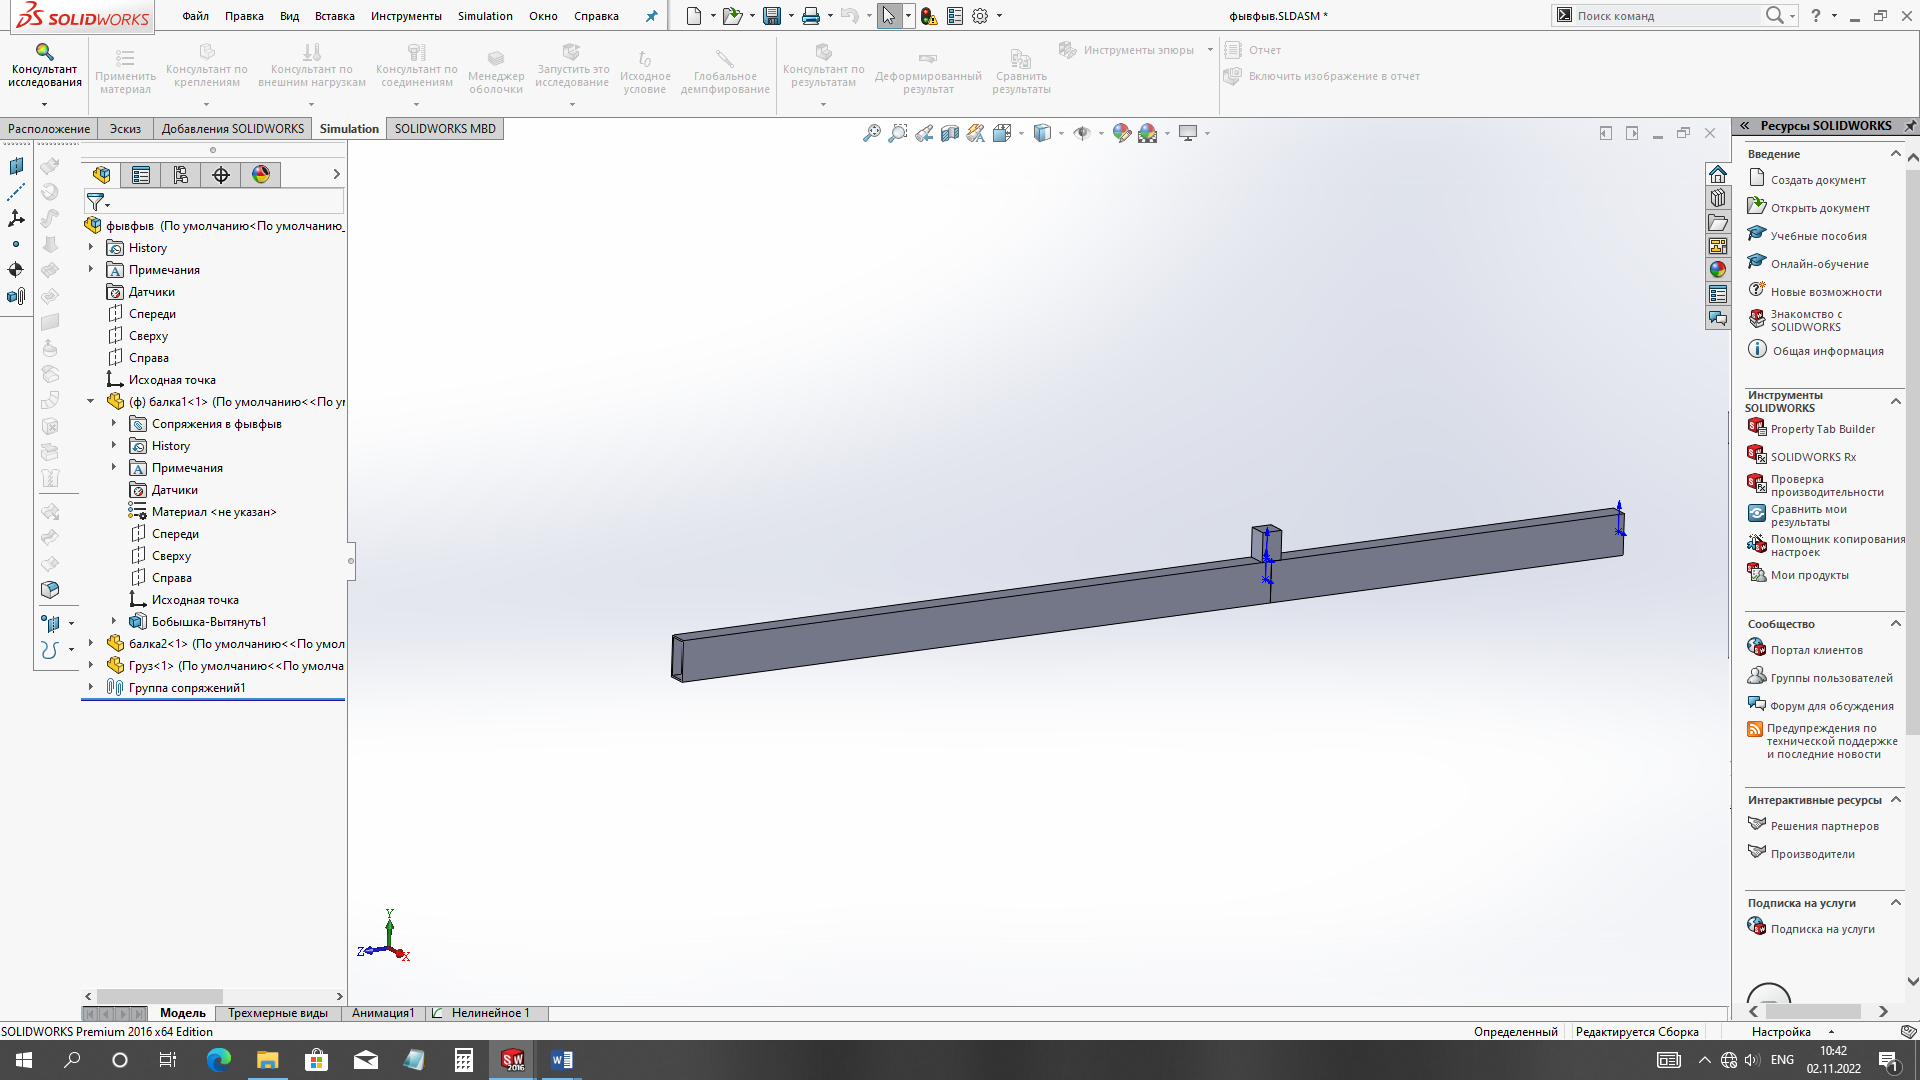 SOLIDWORKS
Файл Правка Вид Вставка Инструменты Simulation Окно Справка
фывфыв.SLDASM *
Поиск команд
Консультант исследования
Применить материал
Консультант по креплениям
Консультант по внешним нагрузкам
Консультант по соединениям
Менеджер оболочки
Запустить это исследование
Исходное условие
Глобальное демпфирование
Консультант по результатам
Деформированный результат
Сравнить результаты
Инструменты эпюры
Отчет
Включить изображение в отчет
Расположение Эскиз Добавления SOLIDWORKS Simulation SOLIDWORKS MBD
фывфыв (По умолчанию<По умолчанию_
History
Примечания
Датчики
Спереди
Сверху
Справа
Исходная точка
(ф) балка1<1> (По умолчанию<<По у
Сопряжения в фывфыв
History
Примечания
Датчики
Материал <не указан>
Спереди
Сверху
Справа
Исходная точка
Бобышка-Вытянуть1
балка2<1> (По умолчанию<<По умол
Груз<1> (По умолчанию<<По умолча
Группа сопряжений1
Y
Z
X
Ресурсы SOLIDWORKS
Введение
Создать документ
Открыть документ
Учебные пособия
Онлайн-обучение
Новые возможности
Знакомство с
SOLIDWORKS
Общая информация
Инструменты
SOLIDWORKS
Property Tab Builder
SOLIDWORKS Rx
Проверка
производительности
Сравнить мои
результаты
Помощник копирования
настроек
Мои продукты
Сообщество
Портал клиентов
Группы пользователей
Форум для обсуждения
Предупреждения по
технической поддержке
и последние новости
Интерактивные ресурсы
Решения партнеров
Производители
Подписка на услуги
Подписка на услуги
Модель Трехмерные виды Анимация1 Нелинейное 1
SOLIDWORKS Premium 2016 x64 Edition
Определенный Редактируется Сборка Настройка
ENG
10:42
02.11.2022
1